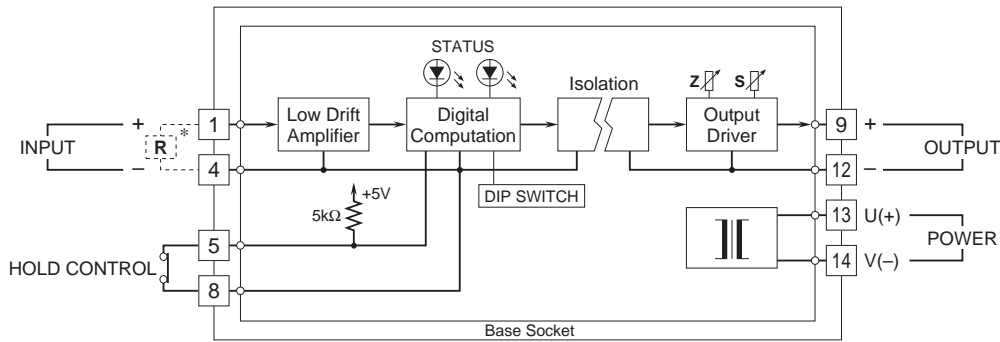 STATUS
Isolation
Z
S
Low Drift
Amplifier
Digital
Computation
Output
Driver
INPUT
+
–
R
*
1
4
9
+
12
–
OUTPUT
DIP SWITCH
+5V
5kΩ
HOLD CONTROL
5
8
13
U(+)
14
V(–)
POWER
Base Socket